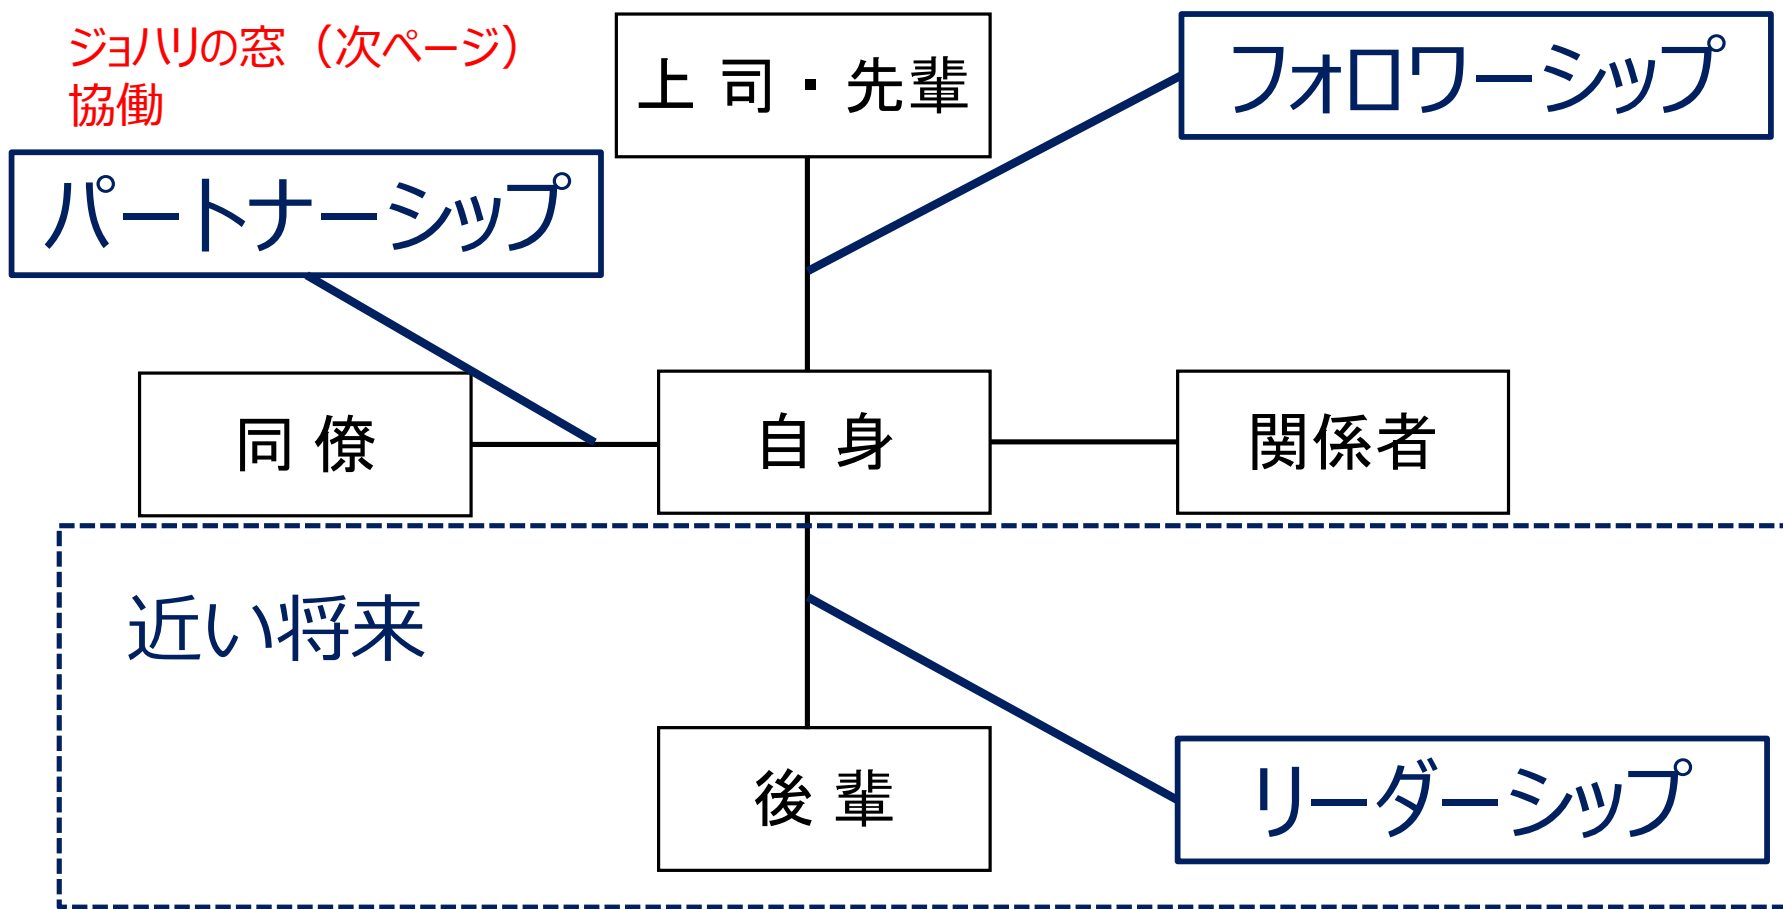 ジョハリの窓（次ページ）
協働
上 司・先輩
フォロワーシップ
パートナーシップ
同 僚
自 身
関係者
近い将来
後 輩
リーダーシップ